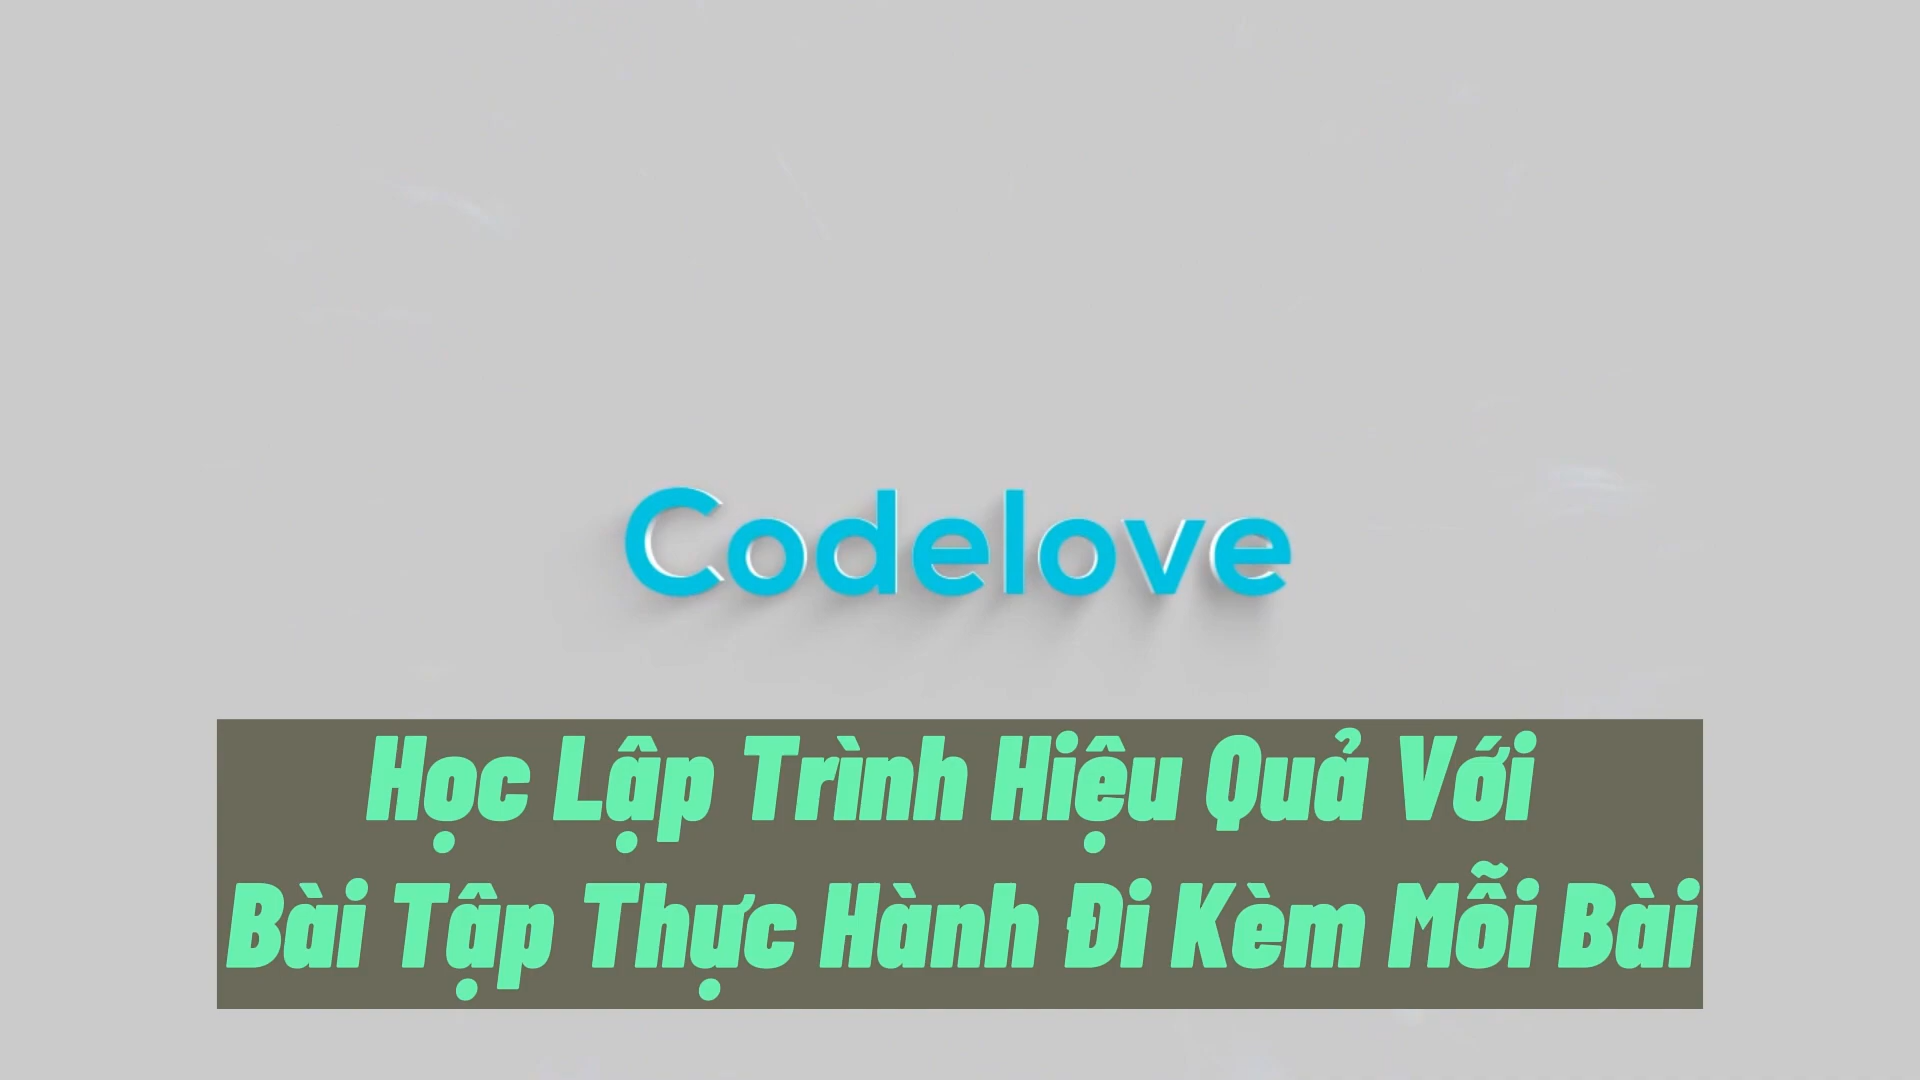 Codelove
Học Lập Trình Hiệu Quả Với
Bài Tập Thực Hành Đi Kèm Mỗi Bài